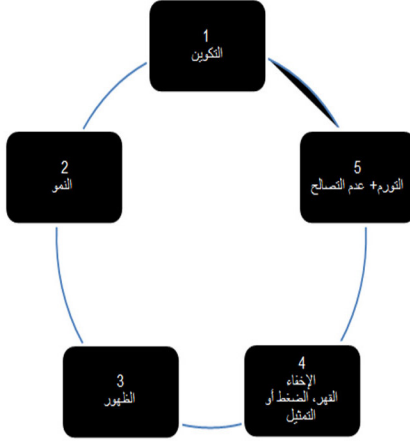 1
التكوين
2
النمو
3
الظهور
4
الإخفاء
القهر، الضغط أو
التمثيل
5
التورم+ عدم التصالح